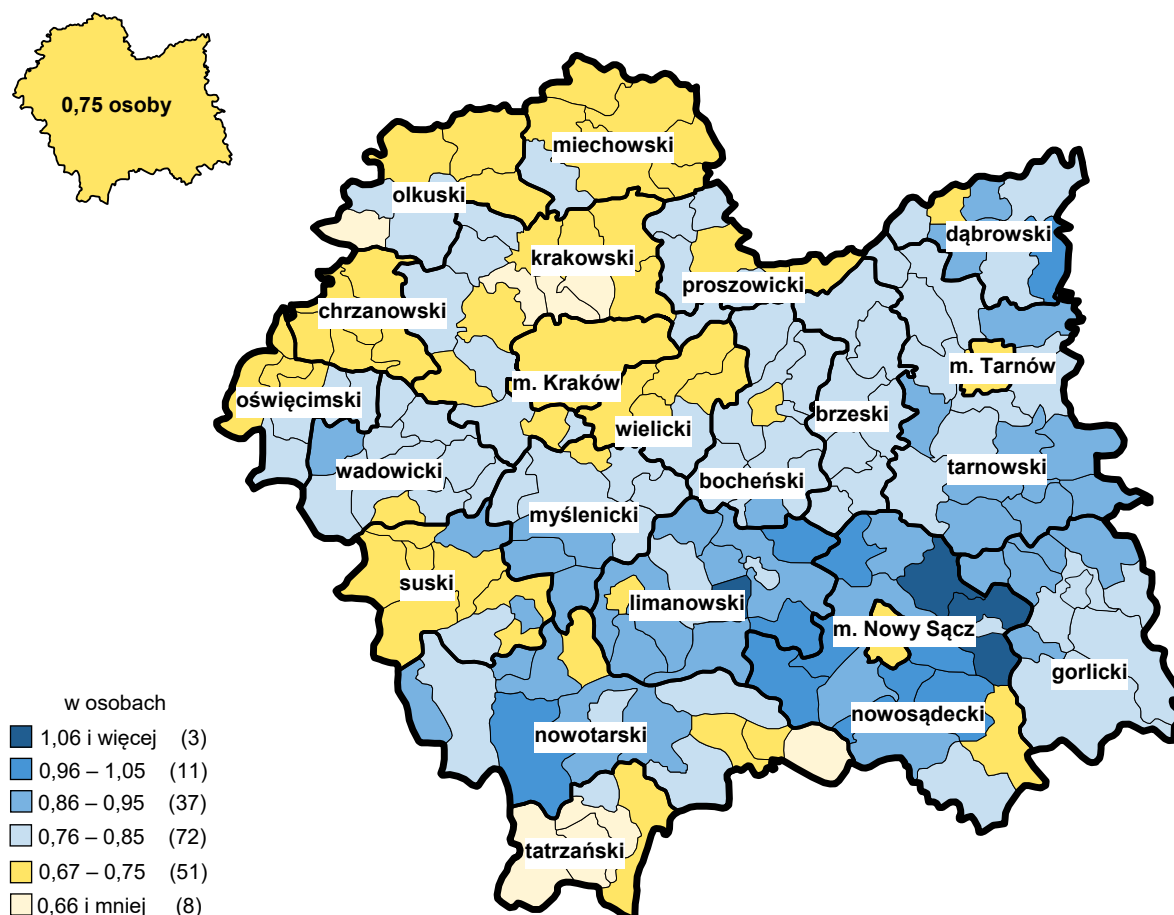 0,75 osoby
miechowski
olkuski
dąbrowski
krakowski
proszowicki
chrzanowski
m. Tarnów
m. Kraków
oświęcimski
brzeski
wielicki
wadowicki
tarnowski
bocheński
myślenicki
suski
limanowski
m. Nowy Sącz
gorlicki
nowosądecki
nowotarski
tatrzański
w osobach
1,06 i więcej (3)
0,96 – 1,05 (11)
0,86 – 0,95 (37)
0,76 – 0,85 (72)
0,67 – 0,75 (51)
0,66 i mniej (8)